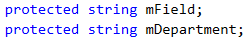 protected string mField;
protected string mDepartment;